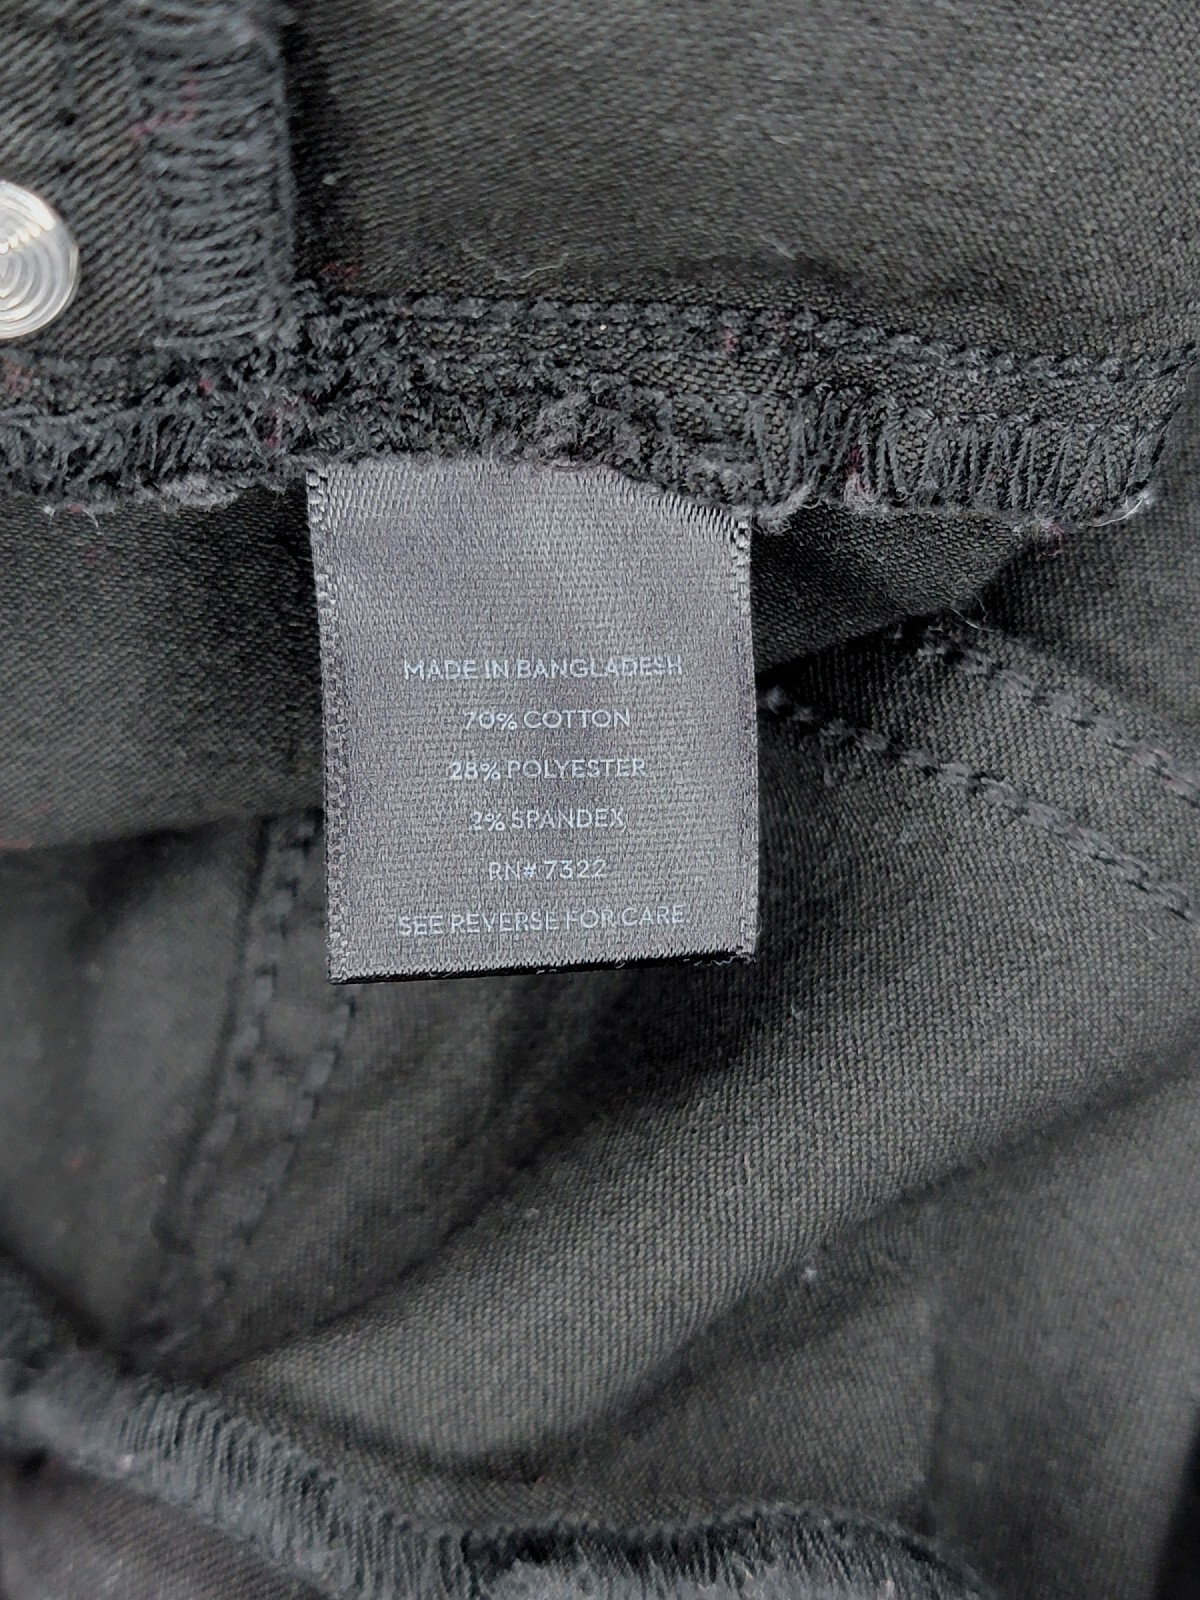 MADE IN BANGLADESH
70% COTTON
28% POLYESTER
2% SPANDEX
RN# 7322
SEE REVERSE FOR CARE.